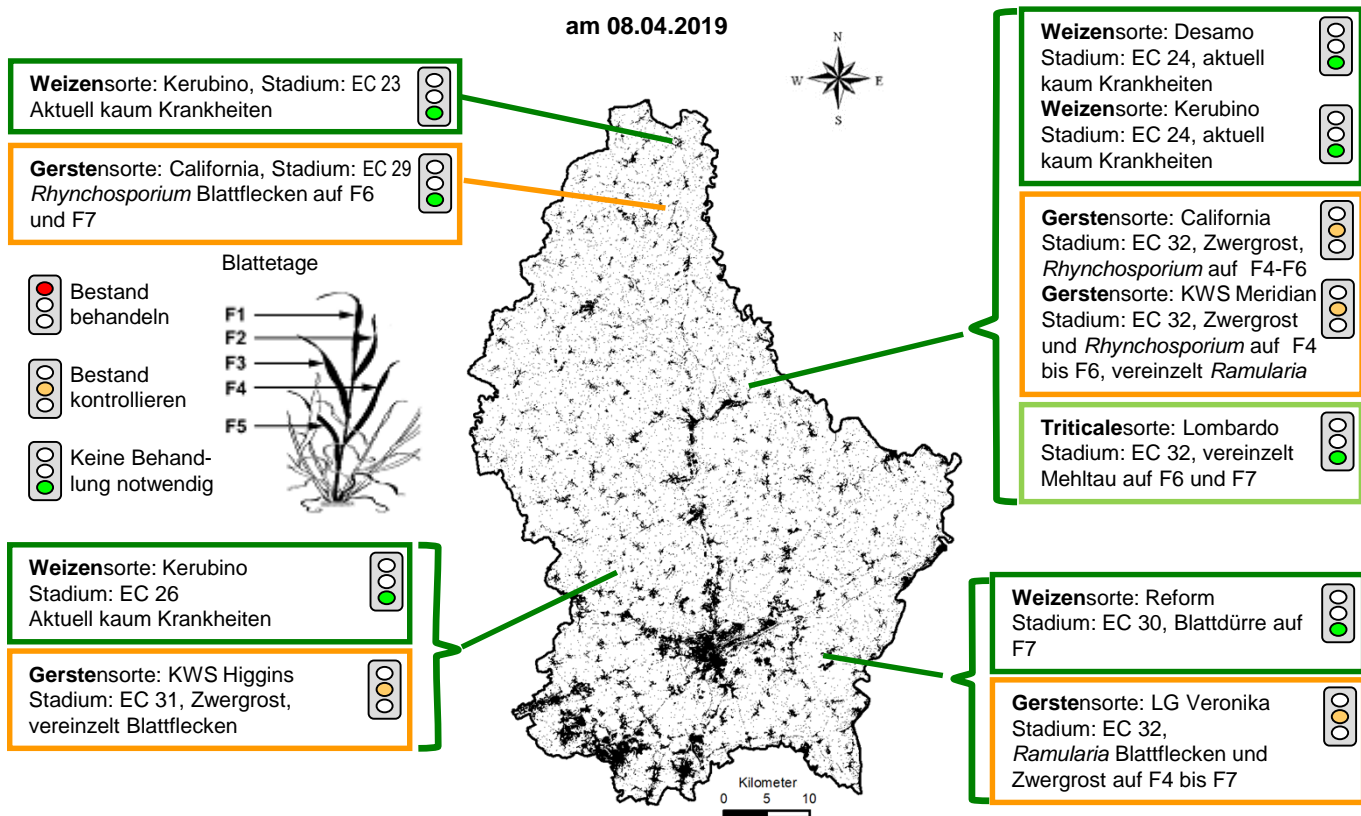 am 08.04.2019
N
W
E
S
Weizensorte: Kerubino, Stadium: EC 23
Aktuell kaum Krankheiten
Gerstensorte: California, Stadium: EC 29
Rhynchosporium Blattflecken auf F6
und F7
Bestand
behandeln
Bestand
kontrollieren
Keine Behand-
lung notwendig
Blattetage
F1
F2
F3
F4
F5
Weizensorte: Kerubino
Stadium: EC 26
Aktuell kaum Krankheiten
Gerstensorte: KWS Higgins
Stadium: EC 31, Zwergrost,
vereinzelt Blattflecken
Weizensorte: Desamo
Stadium: EC 24, aktuell
kaum Krankheiten
Weizensorte: Kerubino
Stadium: EC 24, aktuell
kaum Krankheiten
Gerstensorte: California
Stadium: EC 32, Zwergrost,
Rhynchosporium auf F4-F6
Gerstensorte: KWS Meridian
Stadium: EC 32, Zwergrost
und Rhynchosporium auf F4
bis F6, vereinzelt Ramularia
Triticalesorte: Lombardo
Stadium: EC 32, vereinzelt
Mehltau auf F6 und F7
Weizensorte: Reform
Stadium: EC 30, Blattdürre auf
F7
Gerstensorte: LG Veronika
Stadium: EC 32,
Ramularia Blattflecken und
Zwergrost auf F4 bis F7
Kilometer
0 5 10